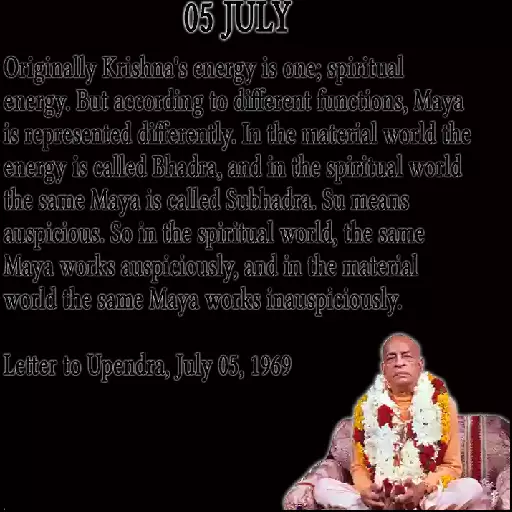 05 JULY
Originally Krishna's energy is one; spiritual
energy. But according to different functions, Maya
is represented differently. In the material world the
energy is called Bhadra, and in the spiritual world
the same Maya is called Subhadra. Su means
auspicious. So in the spiritual world, the same
Maya works auspiciously, and in the material
world the same Maya works inauspiciously.
Letter to Upendra, July 05, 1969